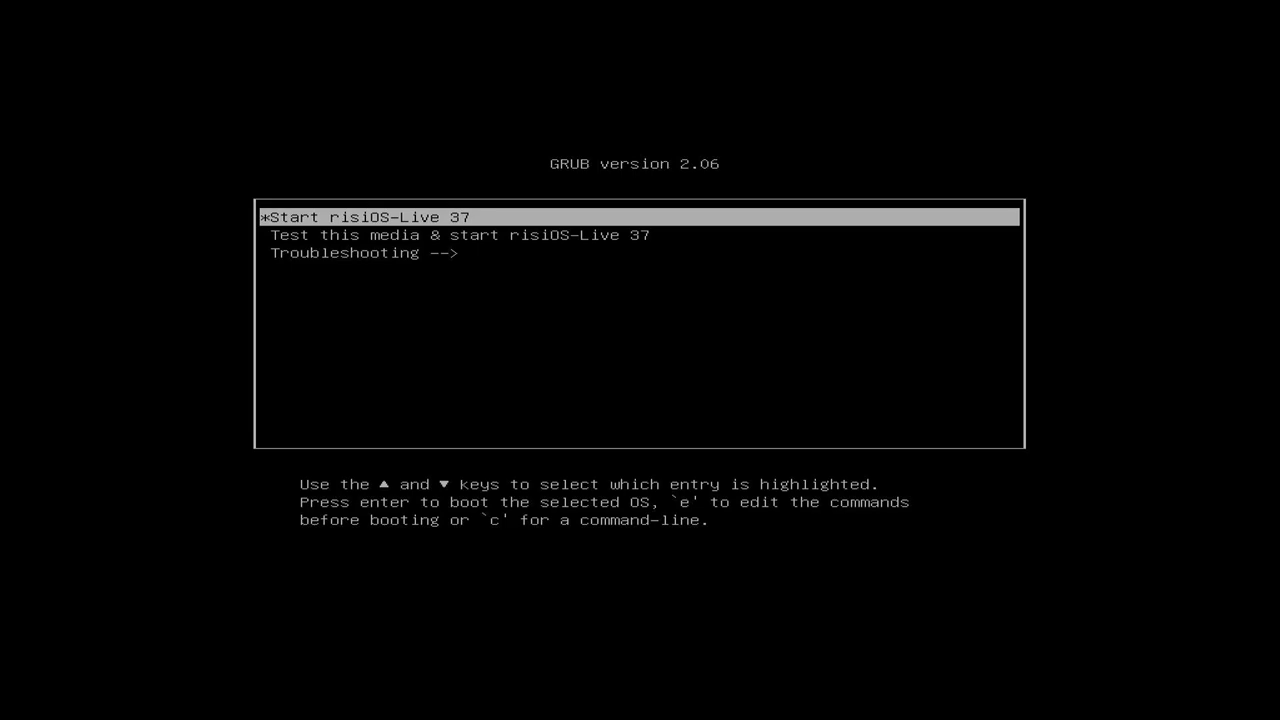 GRUB version 2.06
*Start risiOS-Live 37
Test this media & start risiOS-Live 37
Troubleshooting -->
Use the ▲ and ▼ keys to select which entry is highlighted.
Press enter to boot the selected OS, `e' to edit the commands
before booting or `c' for a command-line.